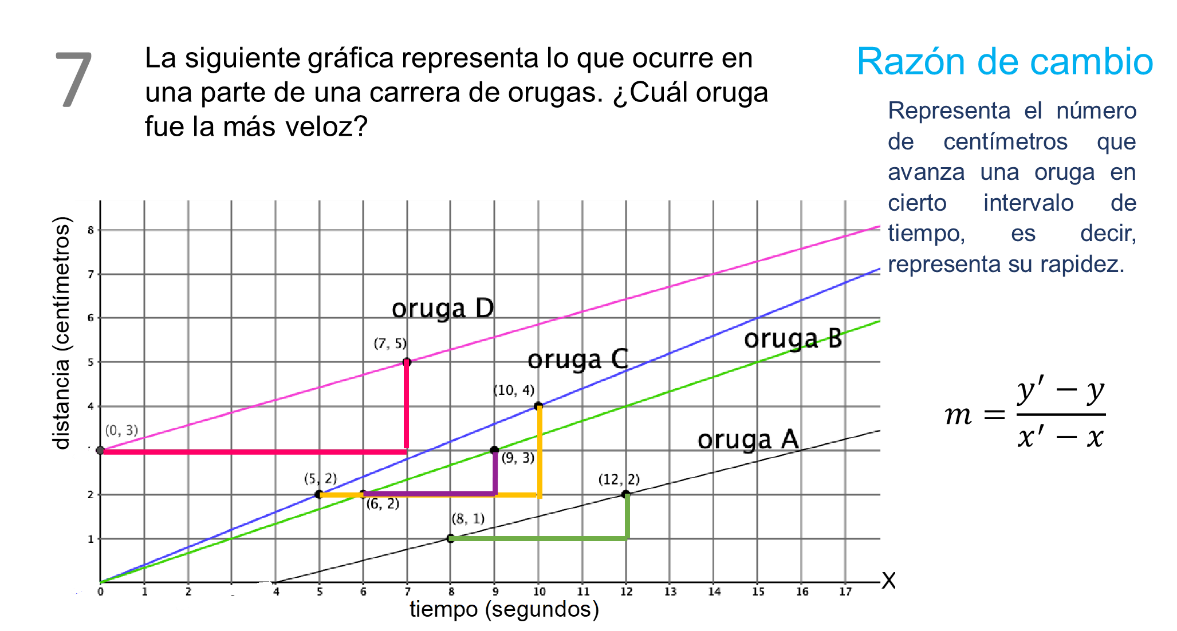 7
La siguiente gráfica representa lo que ocurre en
una parte de una carrera de orugas. ¿Cuál oruga
fue la más veloz?
Razón de cambio
Representa el número
de centímetros que
avanza una oruga en
cierto intervalo de
tiempo, es decir,
representa su rapidez.
distancia (centímetros)
8
7
6
5
4
2
1
oruga D
(7, 5)
oruga C
oruga B
(10, 4)
(0, 3)
oruga A
(9, 3)
(5, 2)
(6, 2)
(12, 2)
(8, 1)
0 1 2 4 5 6 7 8 9 10 11 12 13 14 15 16 17
X
tiempo (segundos)
m = y′ − y / x′ − x